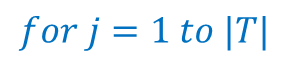 for j = 1 to |T|